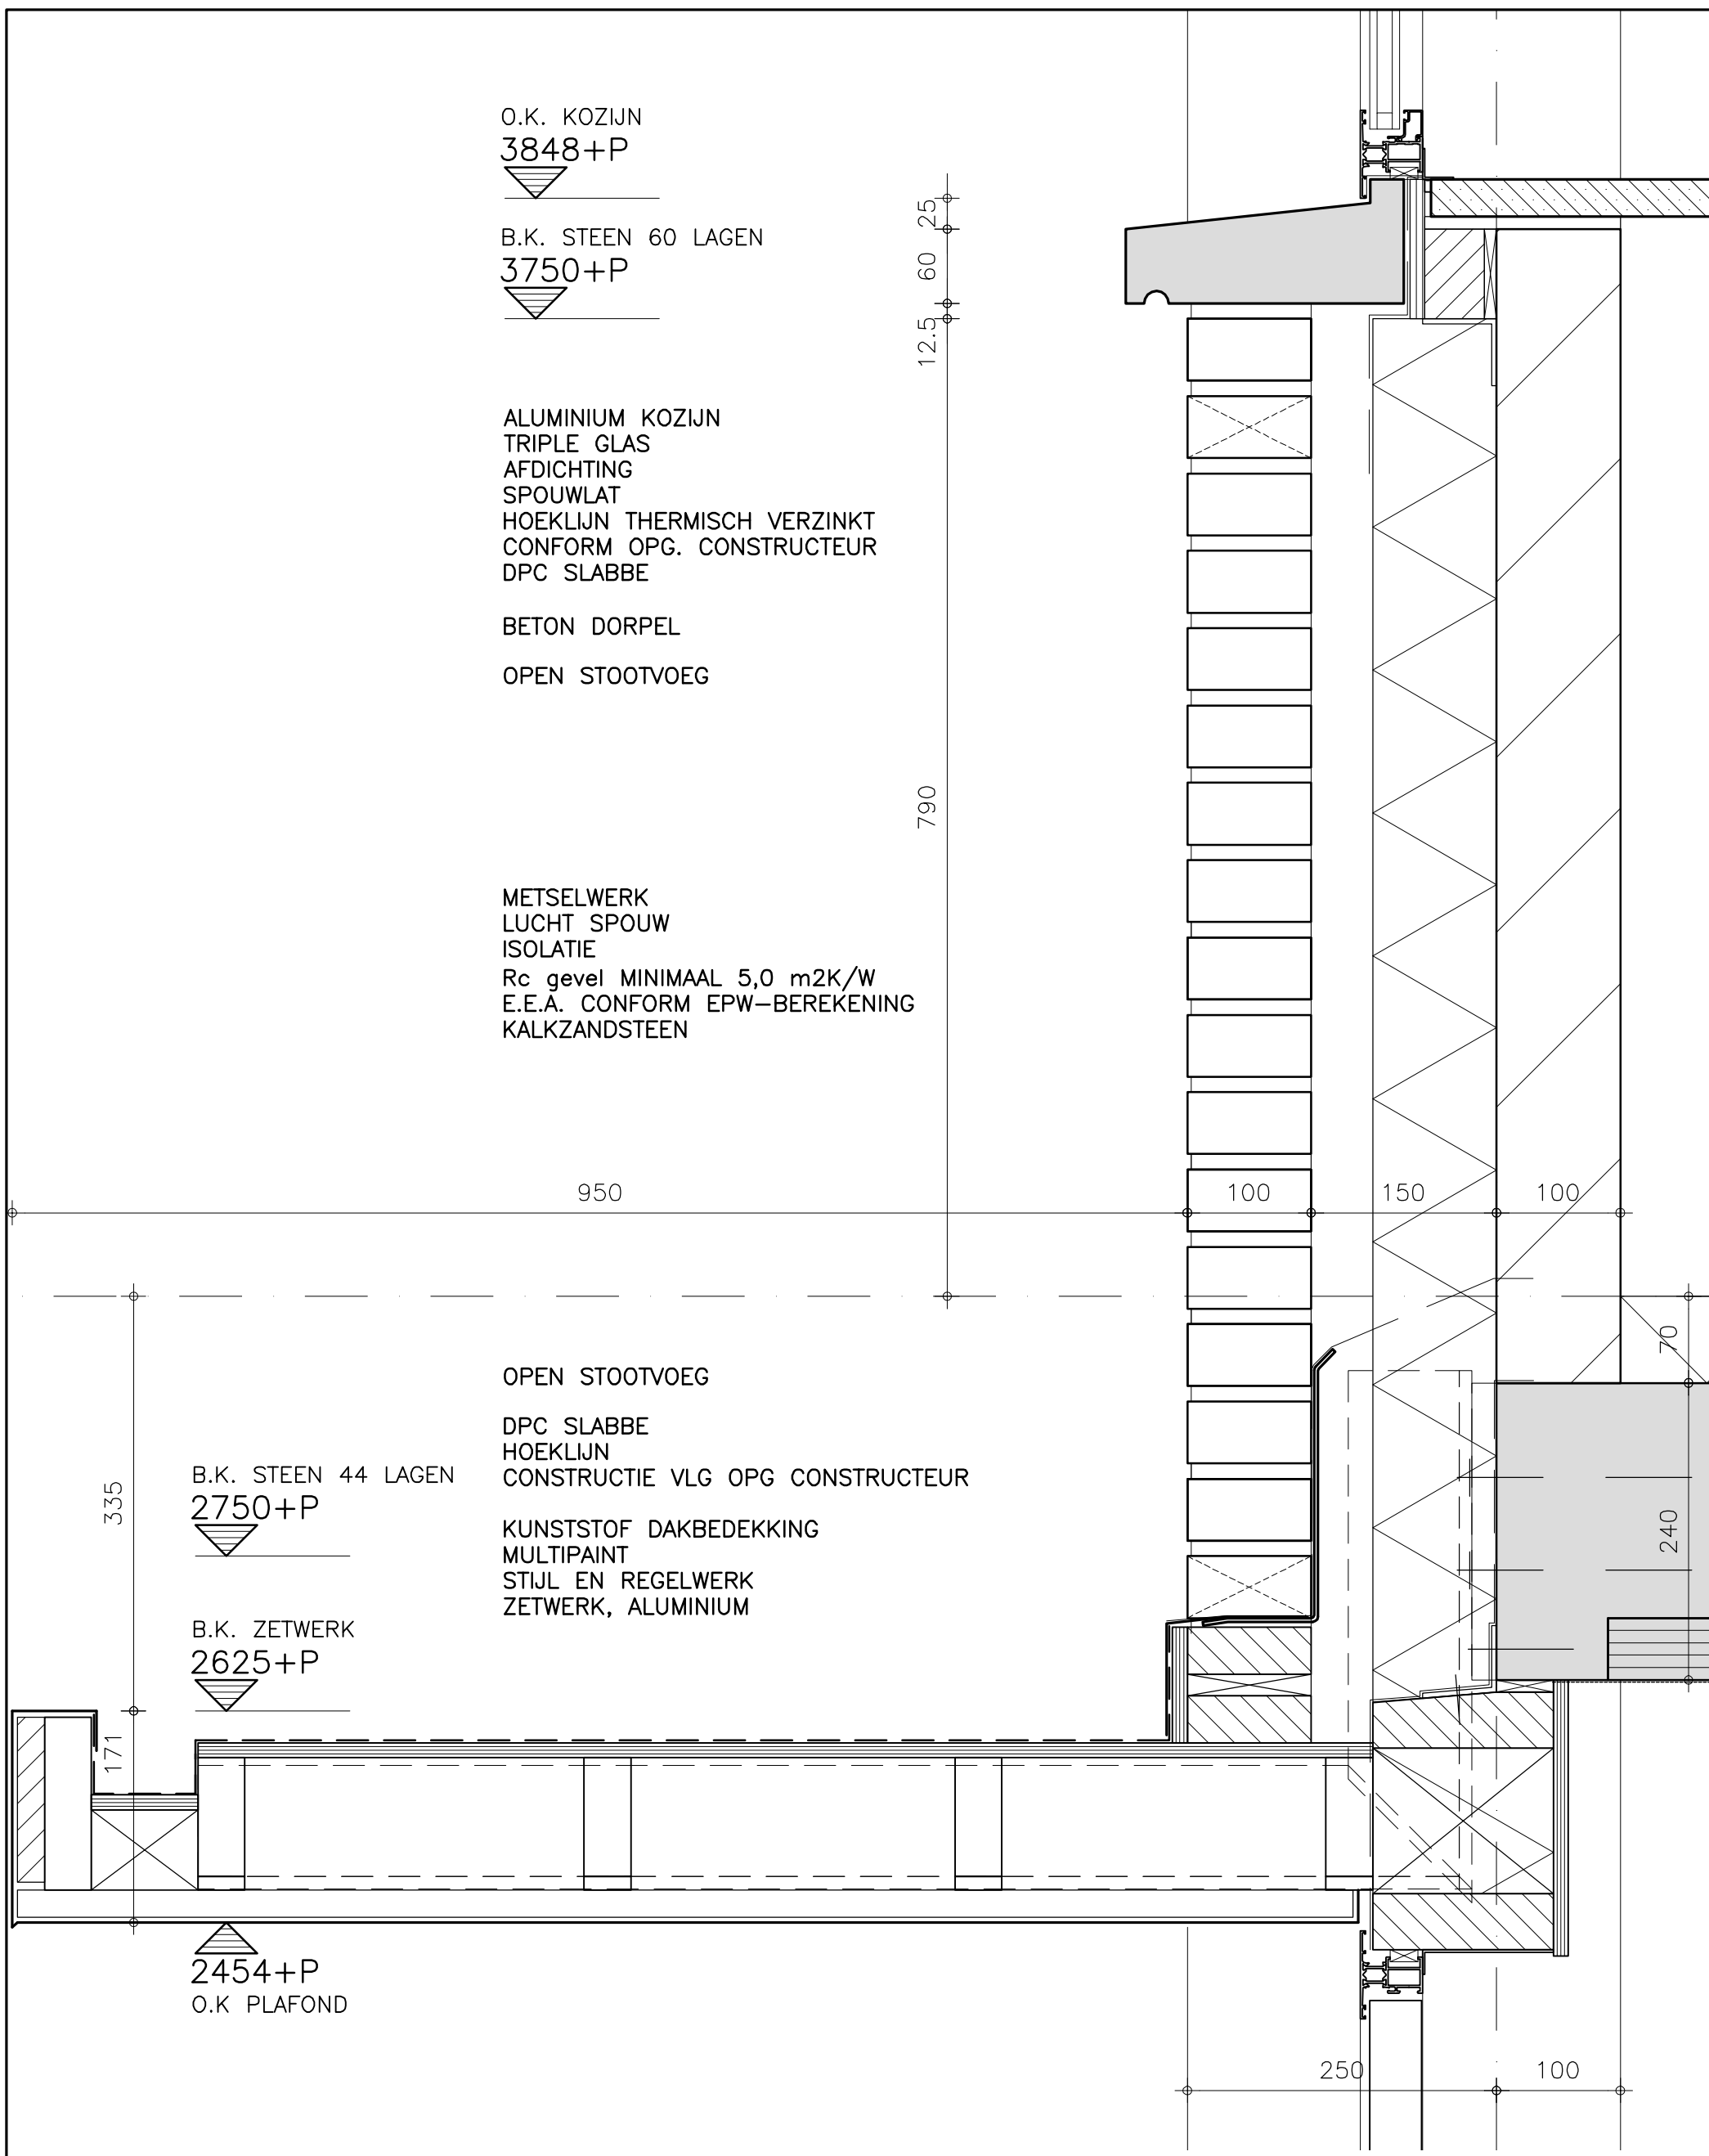 O.K. KOZIJN
3848+P
B.K. STEEN 60 LAGEN
3750+P
25
60
12.5
ALUMINIUM KOZIJN
TRIPLE GLAS
AFDICHTING
SPOUWLAT
HOEKLIJN THERMISCH VERZINKT
CONFORM OPG. CONSTRUCTEUR
DPC SLABBE
BETON DORPEL
OPEN STOOTVOEG
790
METSELWERK
LUCHT SPOUW
ISOLATIE
Rc gevel MINIMAAL 5,0 m2K/W
E.E.A. CONFORM EPW-BEREKENING
KALKZANDSTEEN
950
100
150
100
70
OPEN STOOTVOEG
DPC SLABBE
HOEKLIJN
CONSTRUCTIE VLG OPG CONSTRUCTEUR
335
B.K. STEEN 44 LAGEN
2750+P
240
KUNSTSTOF DAKBEDEKKING
MULTIPAINT
STIJL EN REGELWERK
ZETWERK, ALUMINIUM
B.K. ZETWERK
2625+P
171
2454+P
O.K PLAFOND
250
100